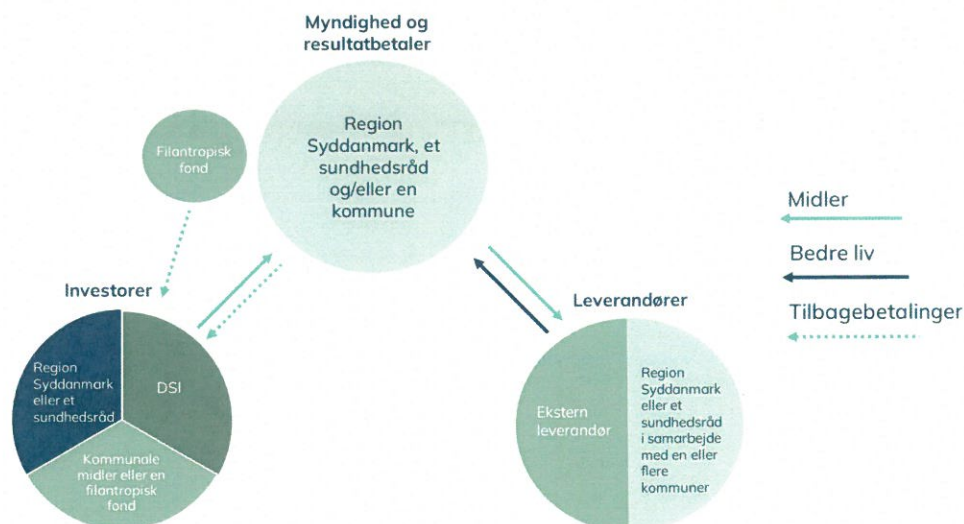 Myndighed og
resultatbetaler
Region
Syddanmark, et
sundhedsråd
og/eller en
kommune
Filantropisk
fond
Midler
Bedre liv
Tilbagebetalinger
Investorer
Region
Syddanmark
eller et
sundhedsråd
DSI
Kommunale
midler eller en
filantropisk
fond
Leverandører
Ekstern
leverandør
Region
Syddanmark
eller et
sundhedsråd
i samarbejde
med en eller
flere
kommuner